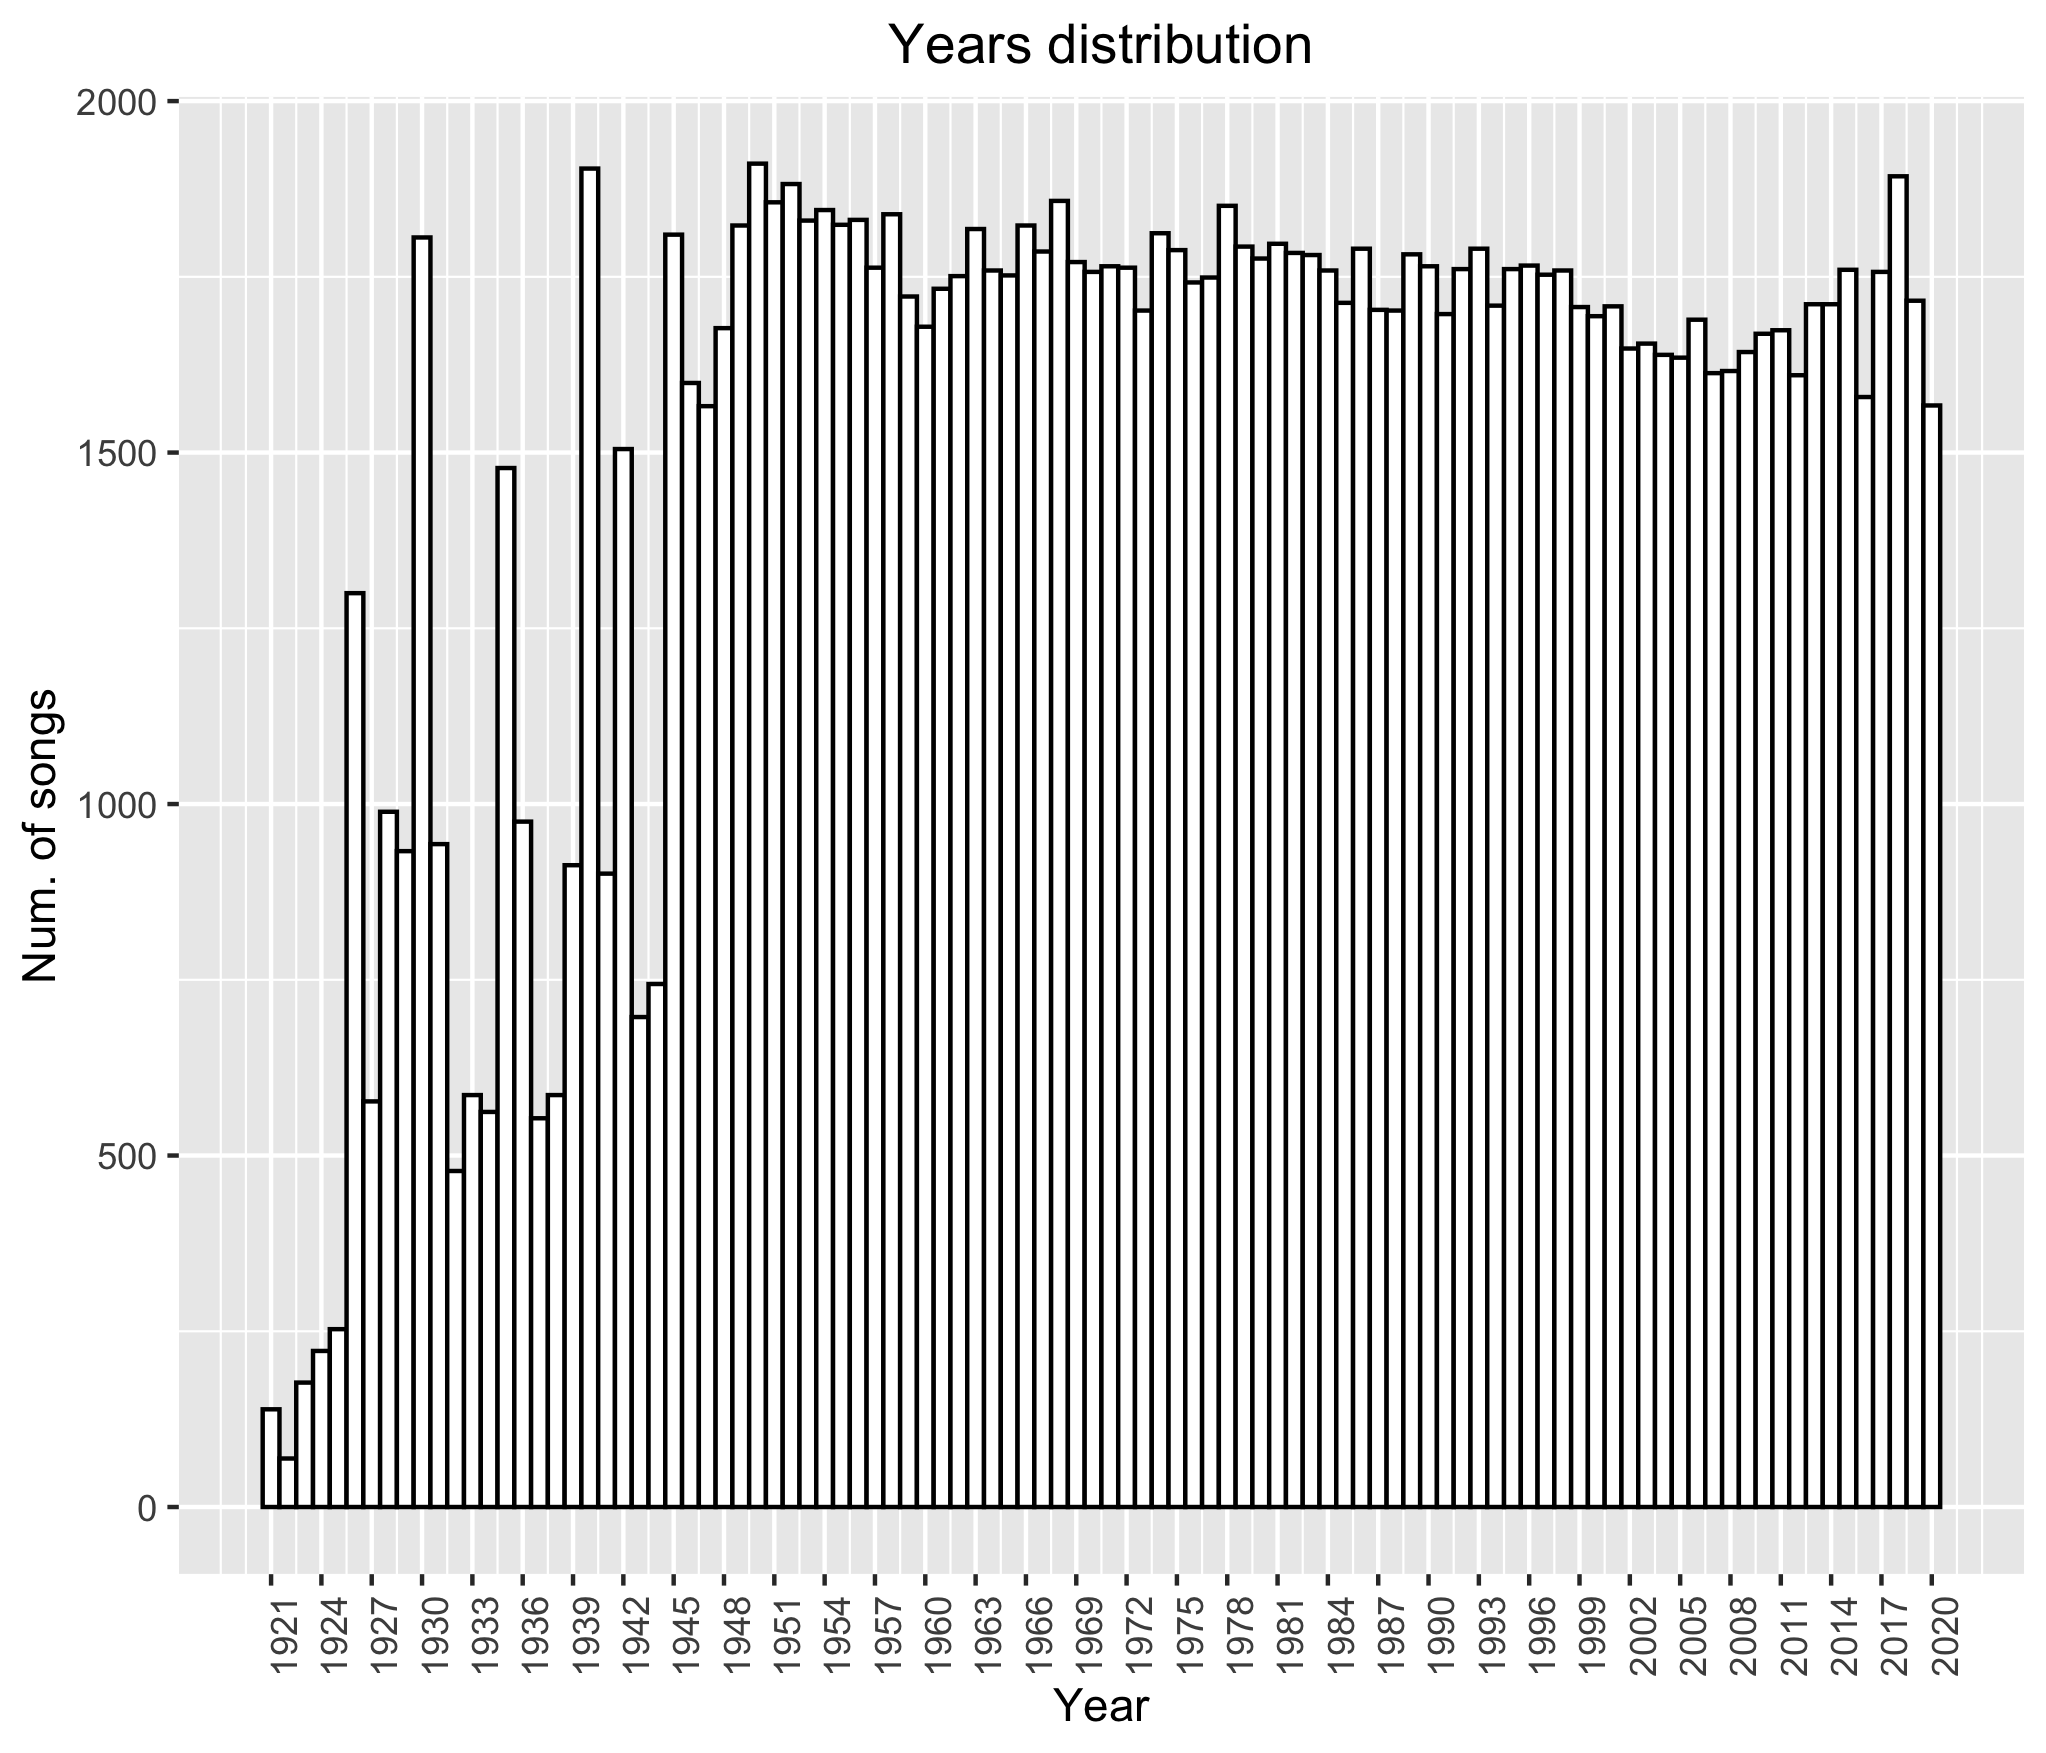 Years distribution
2000
1500
1000
500
0
Num. of songs
1921 1924 1927 1930 1933 1936 1939 1942 1945 1948 1951 1954 1957 1960 1963 1966 1969 1972 1975 1978 1981 1984 1987 1990 1993 1996 1999 2002 2005 2008 2011 2014 2017 2020
Year